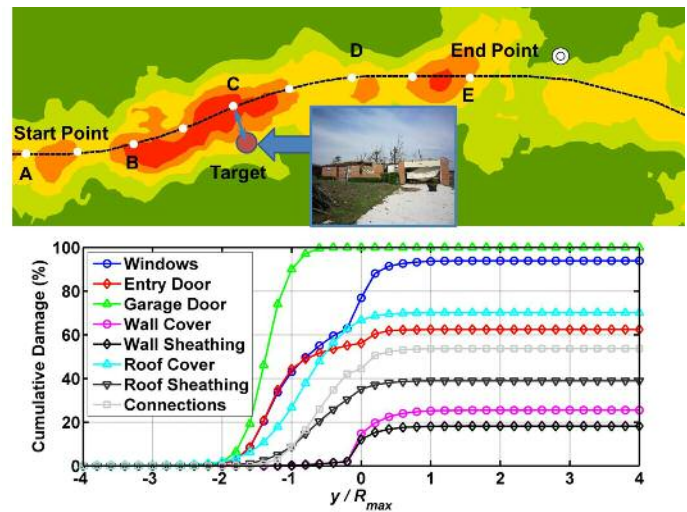 D
End Point
C
E
Start Point
A
B
Target
Cumulative Damage (%)
100
80
60
40
20
0
Windows
Entry Door
Garage Door
Wall Cover
Wall Sheathing
Roof Cover
Roof Sheathing
Connections
-4 -3 -2 -1 0 1 2 3 4
y / Rmax